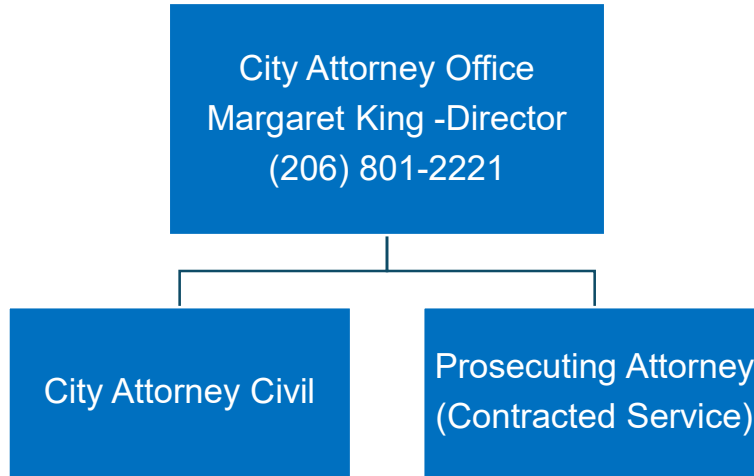 City Attorney Office
Margaret King -Director
(206) 801-2221
City Attorney Civil
Prosecuting Attorney
(Contracted Service)